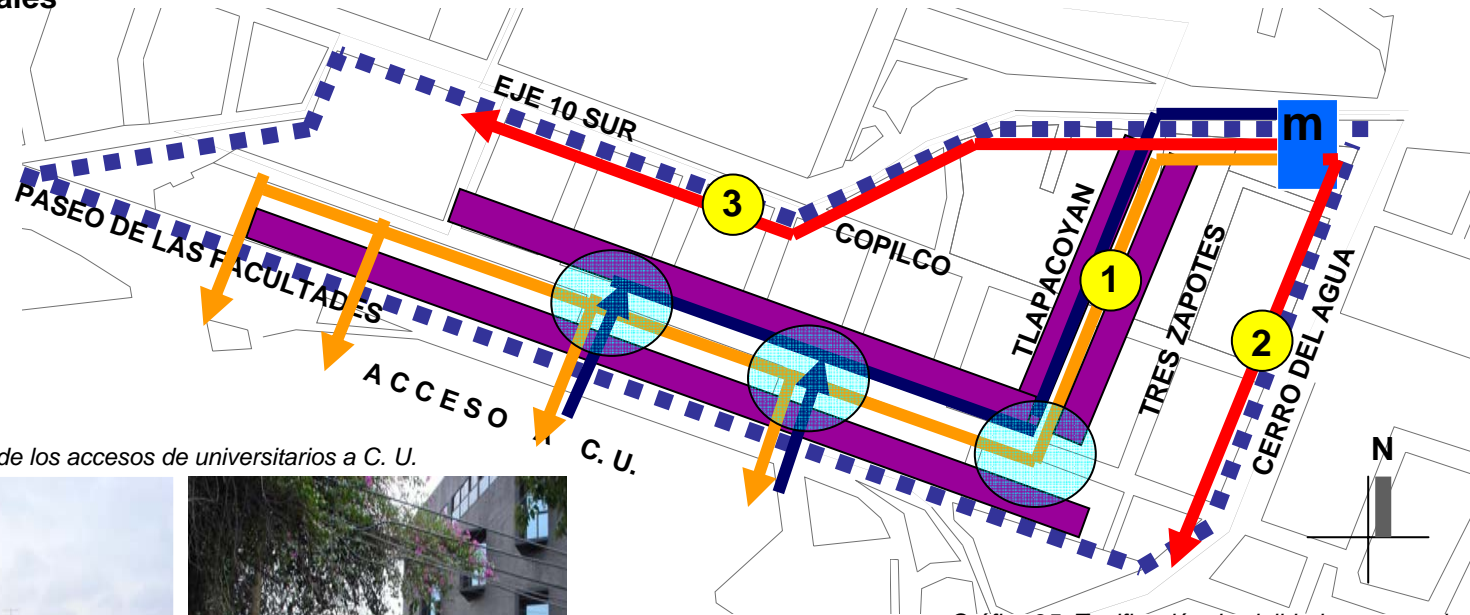 ales
EJE 10 SUR
m
3
COPILCO
TLAPACOYAN
1
TRES ZAPOTES
2
CERRO DEL AGUA
PASEO DE LAS FACULTADES
ACCESO A C. U.
de los accesos de universitarios a C. U.
N